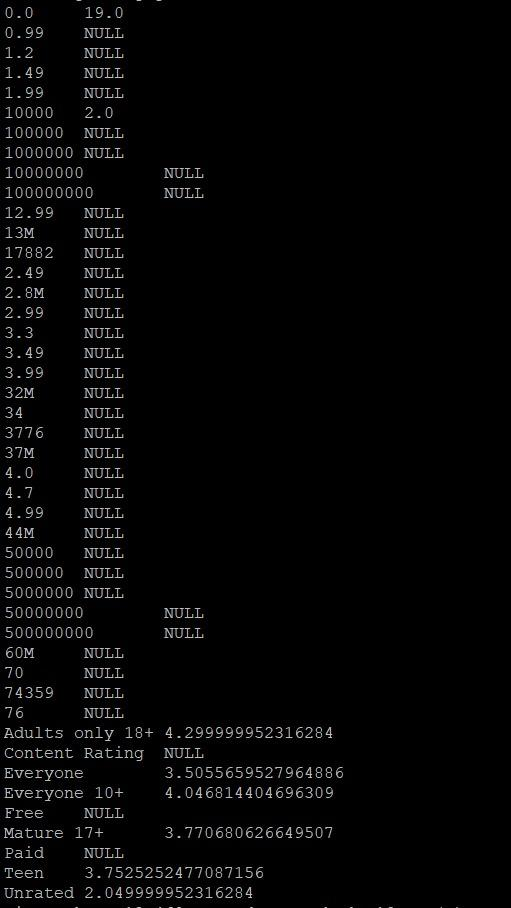 0.0 19.0
0.99 NULL
1.2 NULL
1.49 NULL
1.99 NULL
10000 2.0
100000 NULL
1000000 NULL
10000000 NULL
100000000 NULL
12.99 NULL
13M NULL
17882 NULL
2.49 NULL
2.8M NULL
2.99 NULL
3.3 NULL
3.49 NULL
3.99 NULL
32M NULL
34 NULL
3776 NULL
37M NULL
4.0 NULL
4.7 NULL
4.99 NULL
44M NULL
50000 NULL
500000 NULL
5000000 NULL
50000000 NULL
500000000 NULL
60M NULL
70 NULL
74359 NULL
76 NULL
Adults only 18+ 4.299999952316284
Content Rating NULL
Everyone 3.5055659527964886
Everyone 10+ 4.046814404696309
Free NULL
Mature 17+ 3.770680626649507
Paid NULL
Teen 3.7525252477087156
Unrated 2.049999952316284